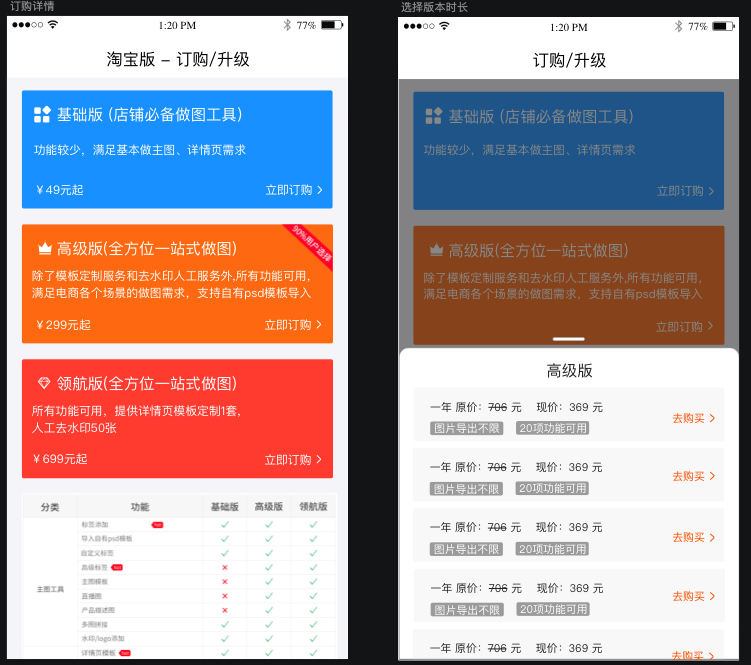 订购详情
1:20 PM
77%
淘宝版 - 订购/升级
基础版 (店铺必备做图工具)
功能较少，满足基本做主图、详情页需求
¥49元起
立即订购
90%用户选择
高级版(全方位一站式做图)
除了模板定制服务和去水印人工服务外,所有功能可用,
满足电商各个场景的做图需求，支持自有psd模板导入
¥299元起
立即订购
领航版(全方位一站式做图)
所有功能可用，提供详情页模板定制1套,
人工去水印50张
¥699元起
立即订购
分类 功能 基础版 高级版 领航版
标签添加 hot
导入自有psd模板
自定义标签
高级标签 hot
主图工具
主图模板
直播图
产品描述图
多图拼接
水印/logo添加
详情页模板 hot
选择版本时长
1:20 PM
77%
订购/升级
基础版 (店铺必备做图工具)
功能较少，满足基本做主图、详情页需求
立即订购
高级版(全方位一站式做图)
除了模板定制服务和去水印人工服务外,所有功能可用,
满足电商各个场景的做图需求，支持自有psd模板导入
立即订购
高级版
一年 原价：706 元 现价：369 元
图片导出不限 20项功能可用
去购买
一年 原价：706 元 现价：369 元
图片导出不限 20项功能可用
去购买
一年 原价：706 元 现价：369 元
图片导出不限 20项功能可用
去购买
一年 原价：706 元 现价：369 元
图片导出不限 20项功能可用
去购买
一年 原价：706 元 现价：369 元
去购买